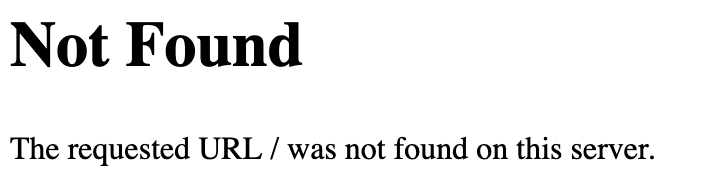 Not Found
The requested URL / was not found on this server.